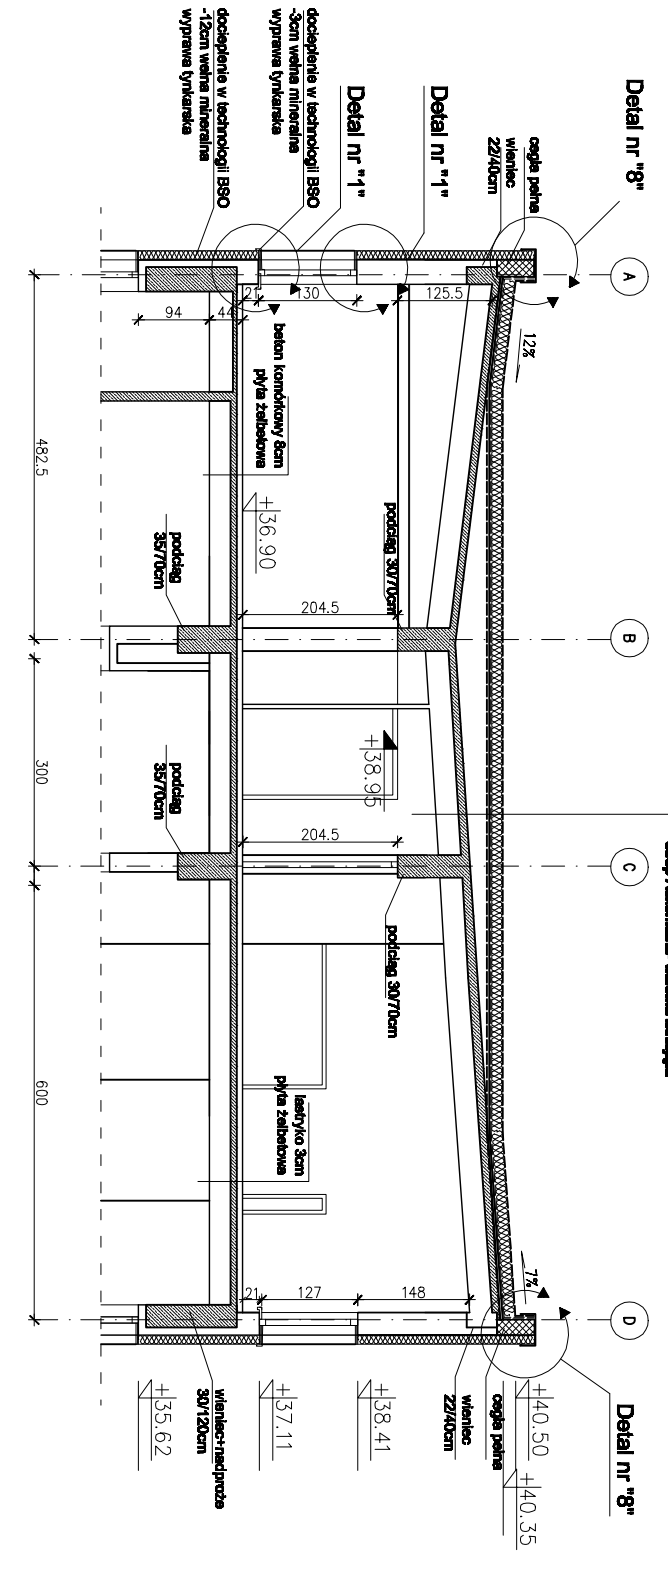 Detal nr "8"
cegła pełna
wieniec
22/40cm
Detal nr "1"
Detal nr "1"
docieplenie w technologii BSO
-3cm wełna mineralna
wyprawa tynkarska
docieplenie w technologii BSO
-12cm wełna mineralna
wyprawa tynkarska
A
12%
125.5
130
21
44
94
beton komórkowy 8cm
płyta żelbetowa
482.5
+36.90
podciąg 30/70cm
podciąg
35/70cm
204.5
B
+38.95
300
podciąg
35/70cm
204.5
C
podciąg 30/70cm
600
lastryko 3cm
płyta żelbetowa
7%
148
127
21
D
Detal nr "8"
+40.50
+40.35
cegła pełna
wieniec
22/40cm
+38.41
+37.11
wieniec+nadproże
30/120cm
+35.62